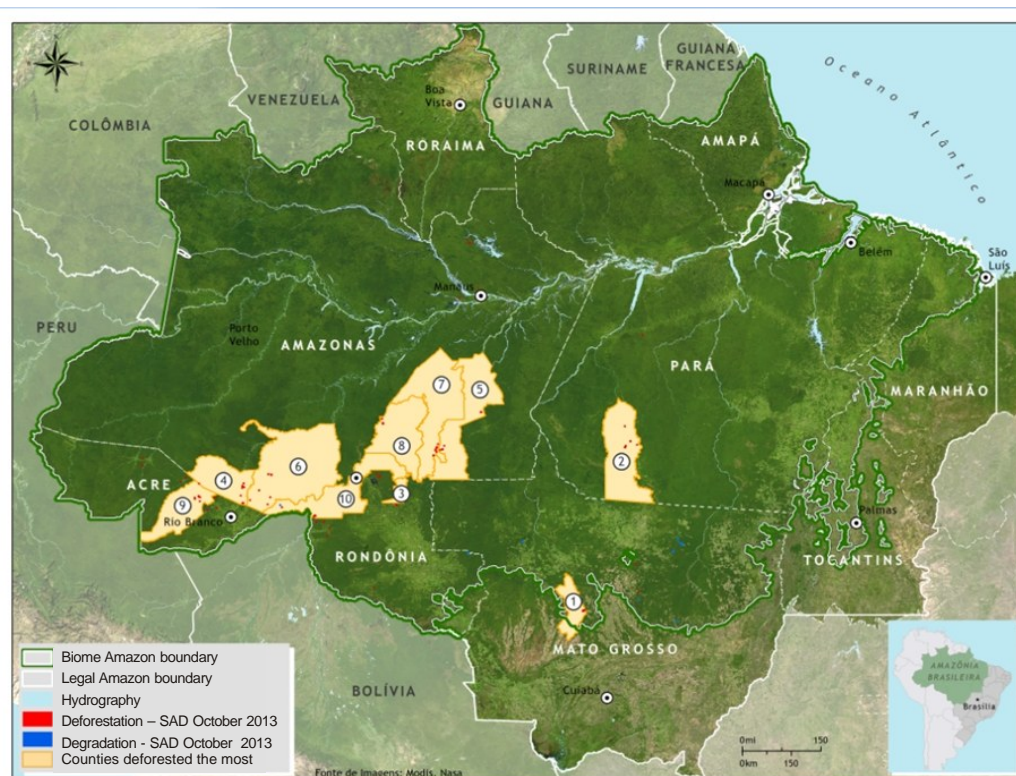 COLÔMBIA
VENEZUELA
Boa
Vista
GUIANA
SURINAME
GUIANA
FRANCESA
Oceano Atlântico
RORAIMA
AMAPÁ
Macapá
Belém
São
Luís
PERU
Manaus
Porto
Velho
AMAZONAS
PARÁ
MARANHÃO
7
5
8
2
6
4
ACRE
9
10
3
Rio Branco
Palmas
RONDÔNIA
TOCANTINS
1
MATO GROSSO
BOLÍVIA
Cuiabá
Biome Amazon boundary
Legal Amazon boundary
Hydrography
Deforestation – SAD October 2013
Degradation - SAD October 2013
Counties deforested the most
Fonte de Imagens: Modis, Nasa
0mi 150
0km 150
AMAZÔNIA
BRASILEIRA
Brasília